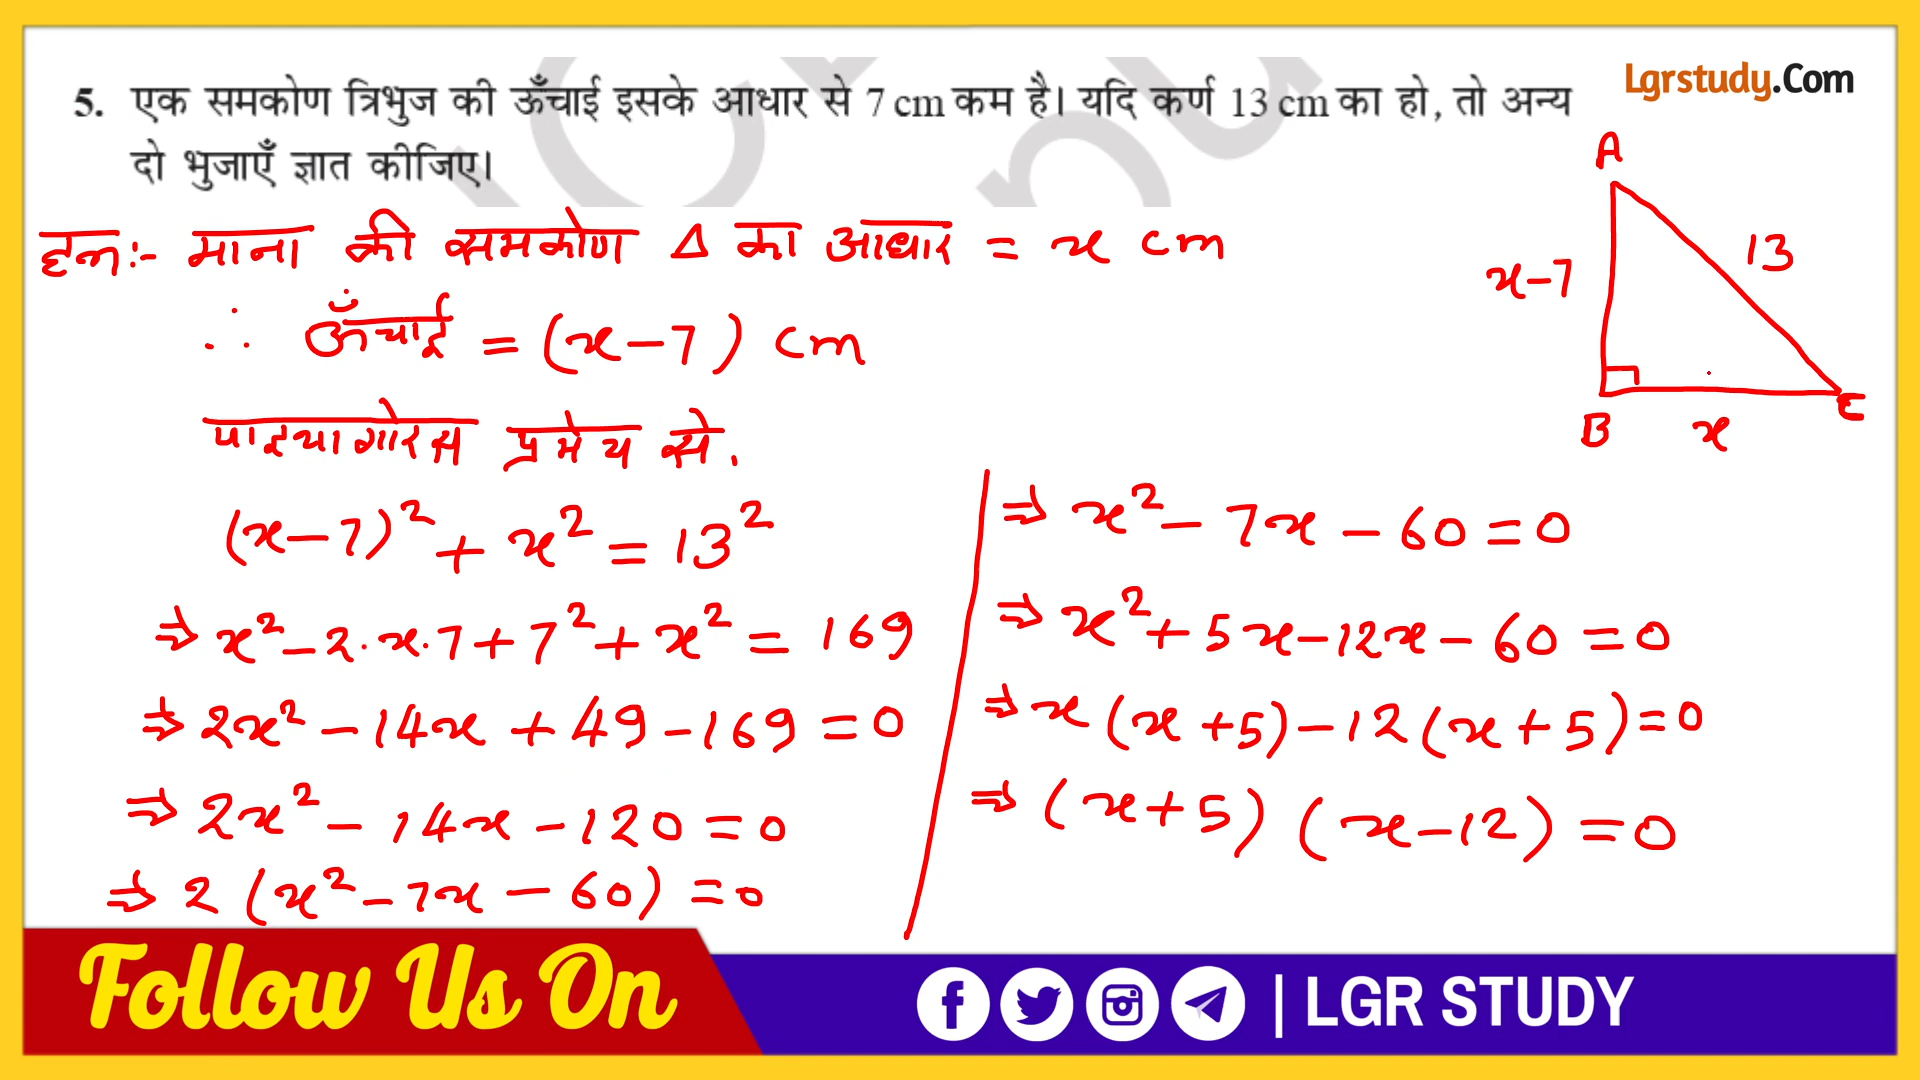 Lgrstudy.Com
5. एक समकोण त्रिभुज की ऊँचाई इसके आधार से 7 cm कम है। यदि कर्ण 13 cm का हो, तो अन्य
दो भुजाएँ ज्ञात कीजिए।
A
13
x-7
B
x
C
हल:- माना की समकोण Δ का आधार = x cm
∴ ऊँचाई = (x-7) cm
पाइथागोरस प्रमेय से,
(x-7)² + x² = 13²
⇒ x² - 2·x·7 + 7² + x² = 169
⇒ 2x² - 14x + 49 - 169 = 0
⇒ 2x² - 14x - 120 = 0
⇒ 2 (x² - 7x - 60) = 0
⇒ x² - 7x - 60 = 0
⇒ x² + 5x - 12x - 60 = 0
⇒ x (x+5) - 12 (x+5) = 0
⇒ (x+5) (x-12) = 0
Follow Us On
| LGR STUDY